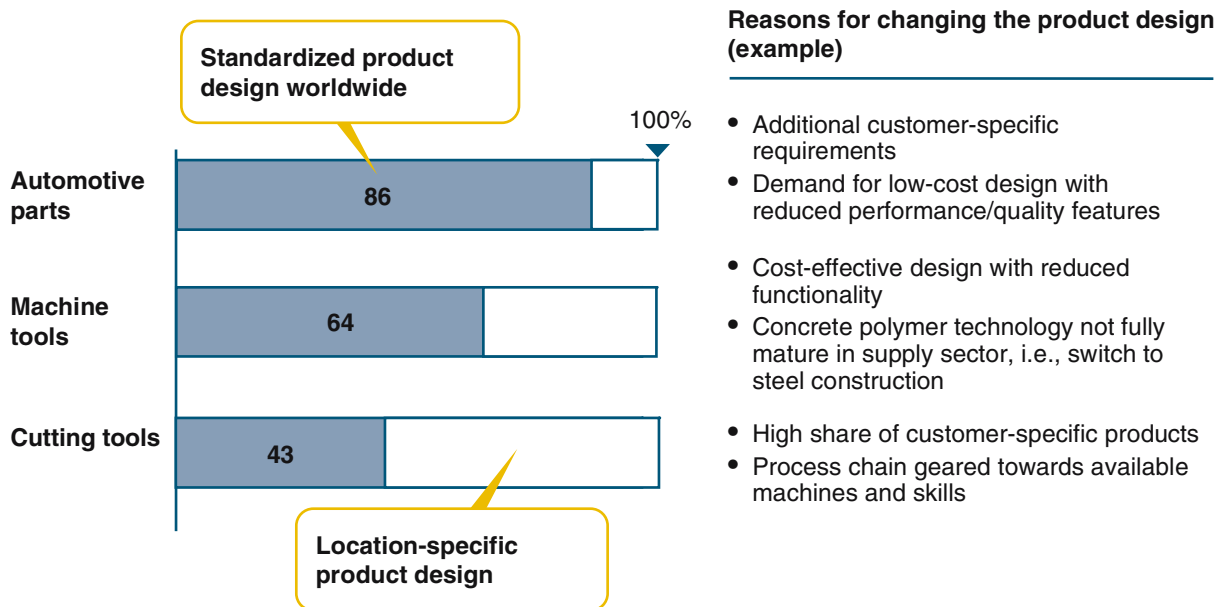 Reasons for changing the product design
(example)
Standardized product
design worldwide
100%
Automotive
parts
86
• Additional customer-specific
requirements
• Demand for low-cost design with
reduced performance/quality features
Machine
tools
64
• Cost-effective design with reduced
functionality
• Concrete polymer technology not fully
mature in supply sector, i.e., switch to
steel construction
Cutting tools
43
• High share of customer-specific products
• Process chain geared towards available
machines and skills
Location-specific
product design